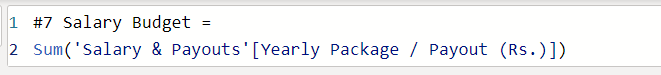 1 #7 Salary Budget =
2 Sum('Salary & Payouts'[Yearly Package / Payout (Rs.)])